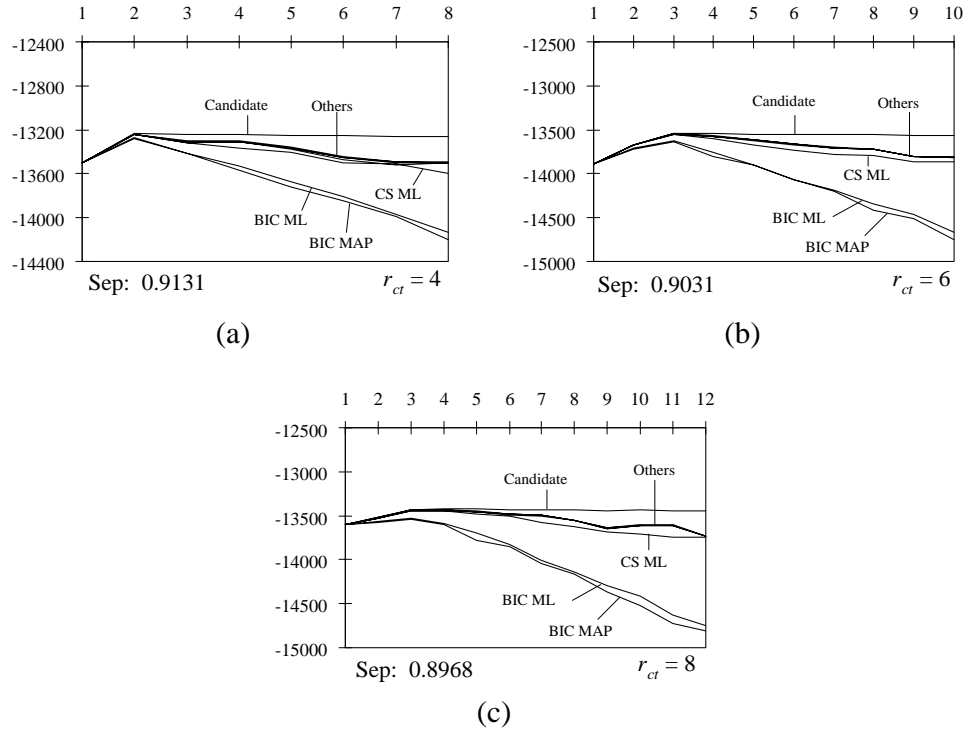 1 2 3 4 5 6 7 8
-12400
-12800
-13200
-13600
-14000
-14400
Candidate
Others
CS ML
BIC ML
BIC MAP
Sep: 0.9131
r_ct = 4
(a)
1 2 3 4 5 6 7 8 9 10
-12500
-13000
-13500
-14000
-14500
-15000
Candidate
Others
CS ML
BIC ML
BIC MAP
Sep: 0.9031
r_ct = 6
(b)
1 2 3 4 5 6 7 8 9 10 11 12
-12500
-13000
-13500
-14000
-14500
-15000
Candidate
Others
CS ML
BIC ML
BIC MAP
Sep: 0.8968
r_ct = 8
(c)